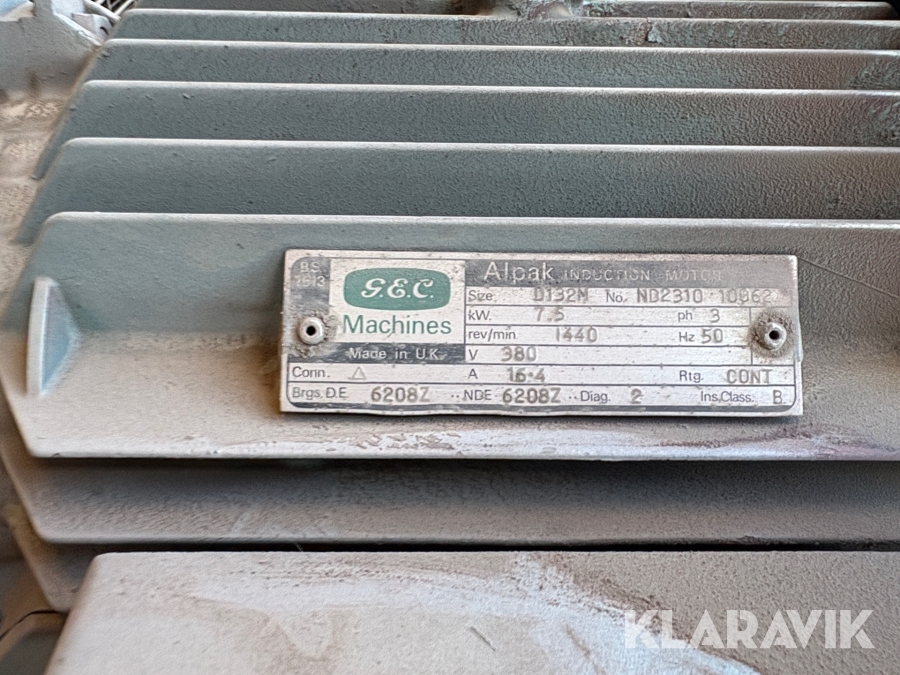 BS 2613
G.E.C.
Machines
Made in U.K.
Alpak INDUCTION MOTOR
Size D132M No. ND2310 10962
kW. 7.5 ph 3
rev/min 1440 Hz 50
V 380
Conn. △ A 16.4 Rtg. CONT
Brgs. D.E. 6208Z .. NDE 6208Z .. Diag. 2 Ins.Class. B
KLARAVIK